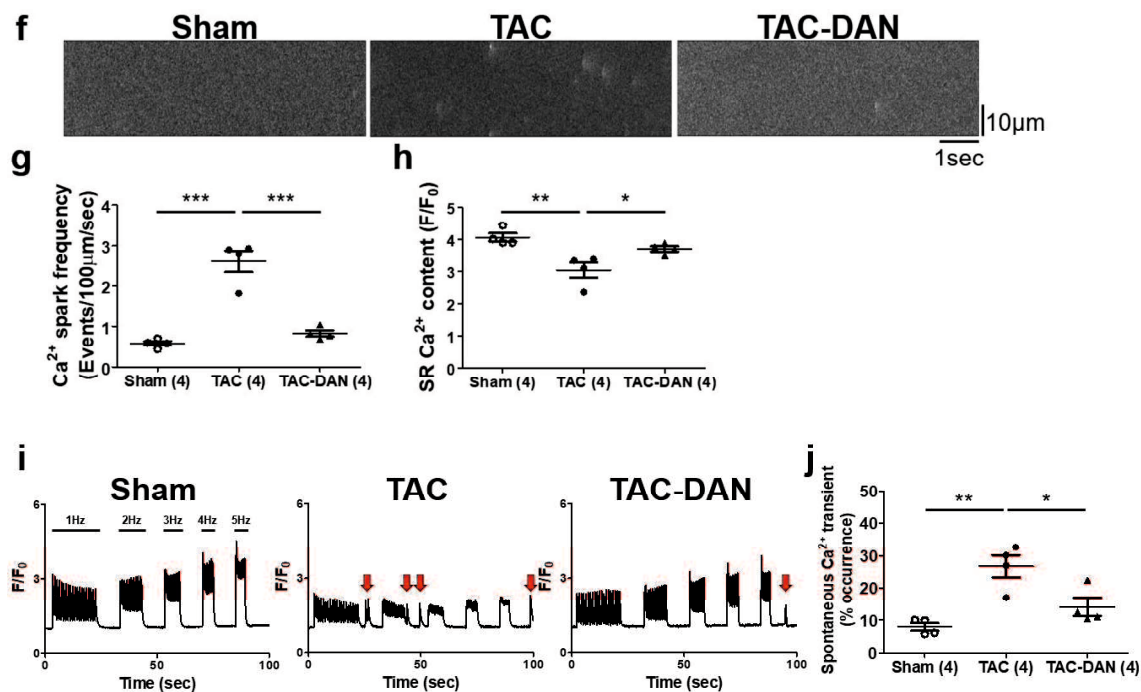 f Sham TAC TAC-DAN
10μm
1sec
g
***
***
Ca²⁺ spark frequency
(Events/100μm/sec)
4
3
2
1
0
Sham (4) TAC (4) TAC-DAN (4)
h
**
*
SR Ca²⁺ content (F/F₀)
5
4
3
2
1
0
Sham (4) TAC (4) TAC-DAN (4)
i
Sham
6
3
0
F/F₀
1Hz 2Hz 3Hz 4Hz 5Hz
0 50 100
Time (sec)
TAC
6
3
0
F/F₀
0 50 100
Time (sec)
TAC-DAN
6
3
0
F/F₀
0 50 100
Time (sec)
j
**
*
Spontaneous Ca²⁺ transient
(% occurrence)
50
40
30
20
10
0
Sham (4) TAC (4) TAC-DAN (4)